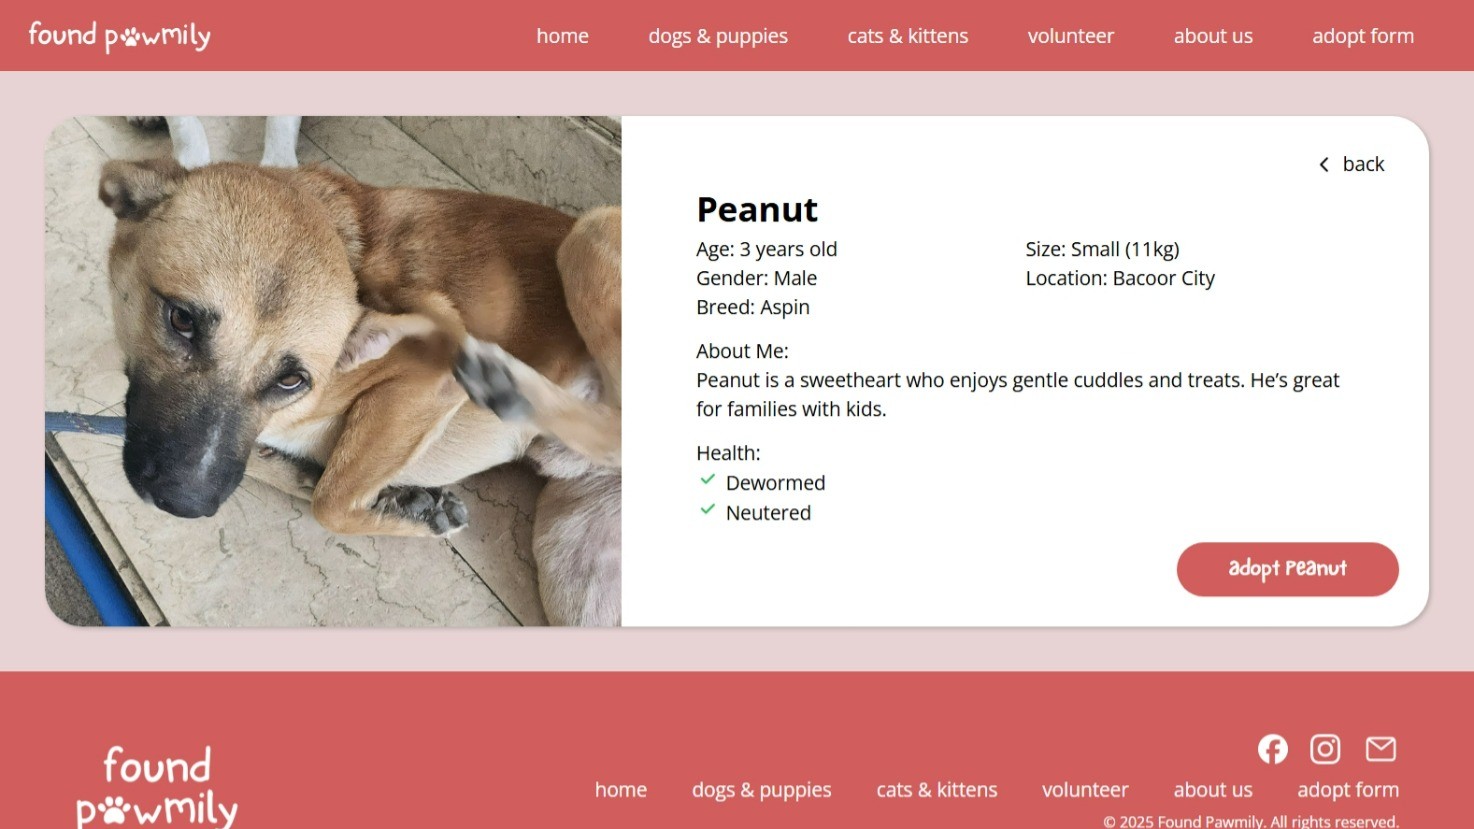 found pawmily
home
dogs & puppies
cats & kittens
volunteer
about us
adopt form
back
Peanut
Age: 3 years old
Gender: Male
Breed: Aspin
Size: Small (11kg)
Location: Bacoor City
About Me:
Peanut is a sweetheart who enjoys gentle cuddles and treats. He’s great
for families with kids.
Health:
Dewormed
Neutered
adopt Peanut
found
pawmily
home
dogs & puppies
cats & kittens
volunteer
about us
adopt form
© 2025 Found Pawmily. All rights reserved.